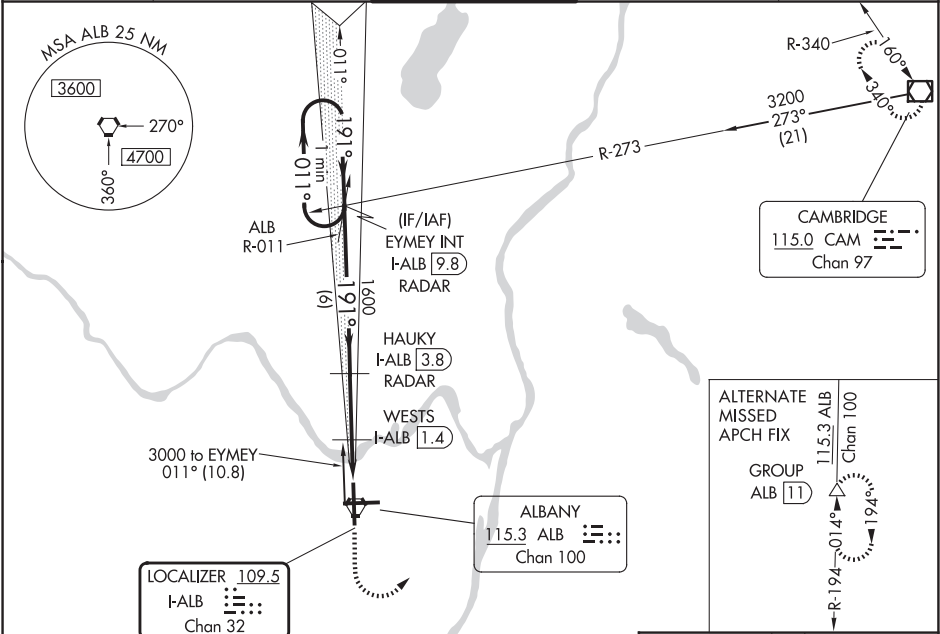 MSA ALB 25 NM
3600
270°
4700
360°
011°
191°
1 min
011°
ALB
R-011
(IF/IAF)
EYMEY INT
I-ALB 9.8
RADAR
R-340
160°
340°
3200
273°
(21)
R-273
CAMBRIDGE
115.0 CAM
Chan 97
1600
191°
(6)
HAUKY
I-ALB 3.8
RADAR
WESTS
I-ALB 1.4
3000 to EYMEY
011° (10.8)
ALBANY
115.3 ALB
Chan 100
LOCALIZER 109.5
I-ALB
Chan 32
ALTERNATE
MISSED
APCH FIX
115.3 ALB
Chan 100
GROUP
ALB 11
014°
194°
R-194